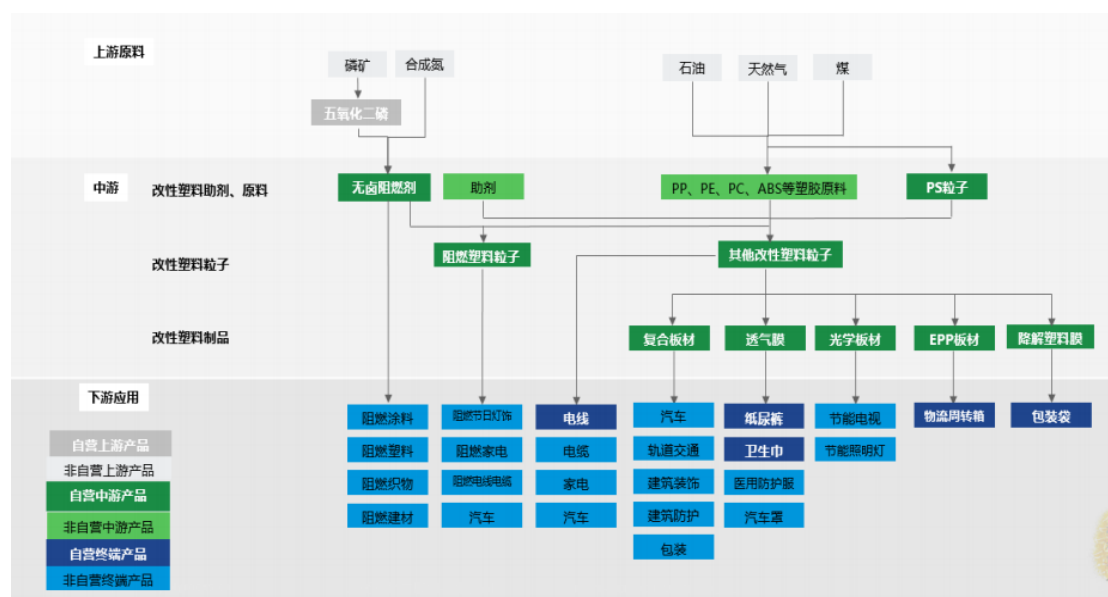 上游原料
磷矿
合成氮
石油
天然气
煤
五氧化二磷
中游
改性塑料助剂、原料
无卤阻燃剂
助剂
PP、PE、PC、ABS等塑胶原料
PS粒子
改性塑料粒子
阻燃塑料粒子
其他改性塑料粒子
改性塑料制品
复合板材
透气膜
光学板材
EPP板材
降解塑料膜
下游应用
阻燃涂料
阻燃节日灯饰
电线
汽车
纸尿裤
节能电视
物流周转箱
包装袋
阻燃塑料
阻燃家电
电缆
轨道交通
卫生巾
节能照明灯
阻燃织物
阻燃电线电缆
家电
建筑装饰
医用防护服
阻燃建材
汽车
汽车
建筑防护
汽车罩
包装
自营上游产品
非自营上游产品
自营中游产品
非自营中游产品
自营终端产品
非自营终端产品